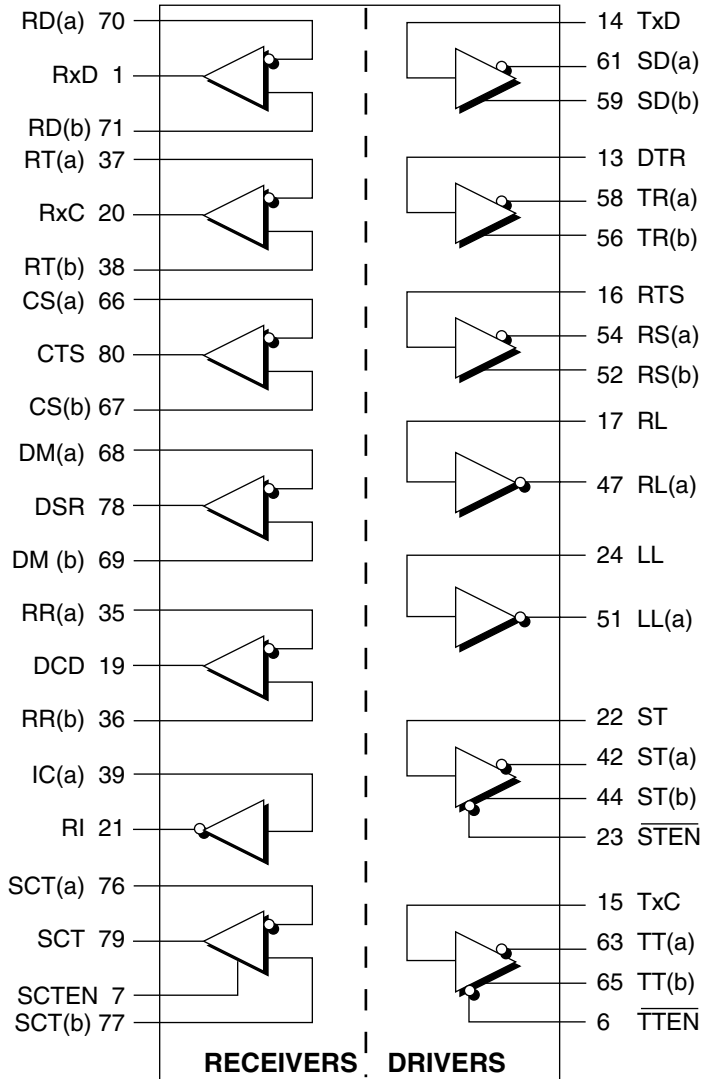 RD(a) 70
RxD 1
RD(b) 71
RT(a) 37
RxC 20
RT(b) 38
CS(a) 66
CTS 80
CS(b) 67
DM(a) 68
DSR 78
DM (b) 69
RR(a) 35
DCD 19
RR(b) 36
IC(a) 39
RI 21
SCT(a) 76
SCT 79
SCTEN 7
SCT(b) 77
14 TxD
61 SD(a)
59 SD(b)
13 DTR
58 TR(a)
56 TR(b)
16 RTS
54 RS(a)
52 RS(b)
17 RL
47 RL(a)
24 LL
51 LL(a)
22 ST
42 ST(a)
44 ST(b)
23 S̅T̅E̅N̅
15 TxC
63 TT(a)
65 TT(b)
6 T̅T̅E̅N̅
RECEIVERS DRIVERS